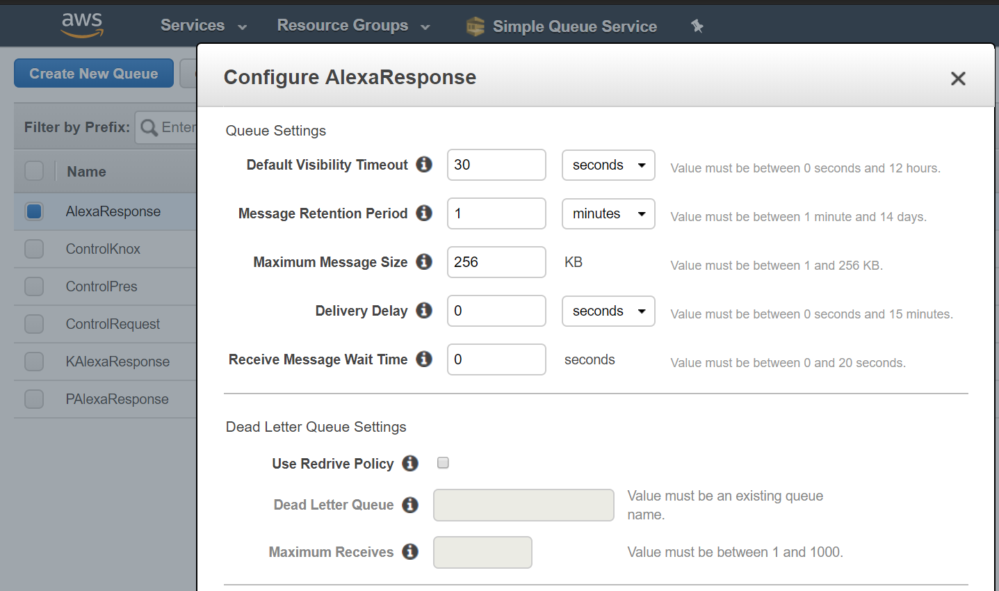 aws Services Resource Groups Simple Queue Service
Create New Queue
Configure AlexaResponse
Filter by Prefix: Enter
Name
AlexaResponse
ControlKnox
ControlPres
ControlRequest
KAlexaResponse
PAlexaResponse
Queue Settings
Default Visibility Timeout 30 seconds Value must be between 0 seconds and 12 hours.
Message Retention Period 1 minutes Value must be between 1 minute and 14 days.
Maximum Message Size 256 KB Value must be between 1 and 256 KB.
Delivery Delay 0 seconds Value must be between 0 seconds and 15 minutes.
Receive Message Wait Time 0 seconds Value must be between 0 and 20 seconds.
Dead Letter Queue Settings
Use Redrive Policy
Dead Letter Queue Value must be an existing queue
name.
Maximum Receives Value must be between 1 and 1000.